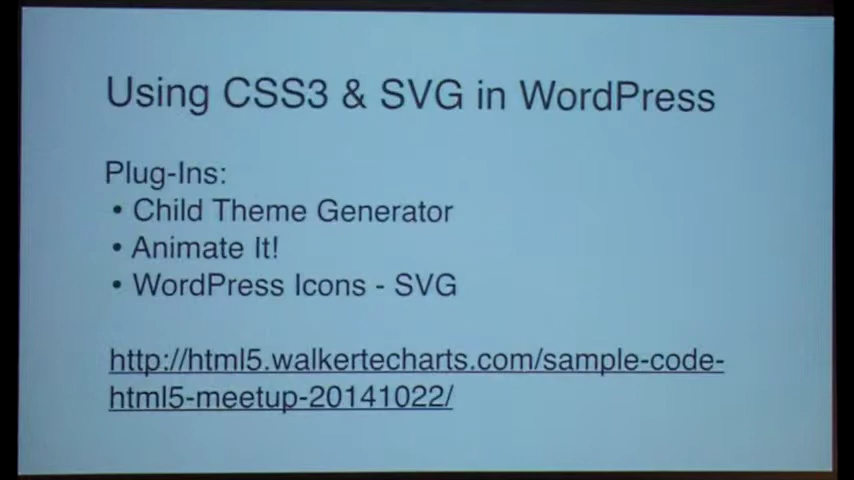 Using CSS3 & SVG in WordPress
Plug-Ins:
• Child Theme Generator
• Animate It!
• WordPress Icons - SVG
http://html5.walkertecharts.com/sample-code-
html5-meetup-20141022/